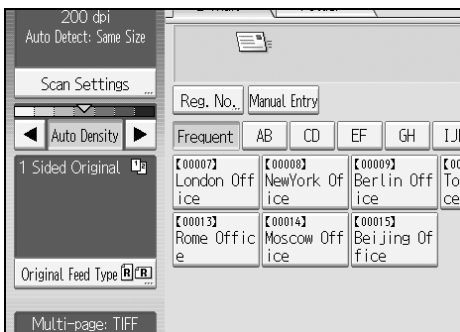 200 dpi
Auto Detect: Same Size
Scan Settings ...
Auto Density
1 Sided Original
Original Feed Type
Multi-page: TIFF
Reg. No... Manual Entry
Frequent AB CD EF GH
[00007] [00008] [00009]
London Off NewYork Of Berlin Off To
ice ice ice ce
[00013] [00014] [00015]
Rome Offic Moscow Off Beijing Of
e ice fice